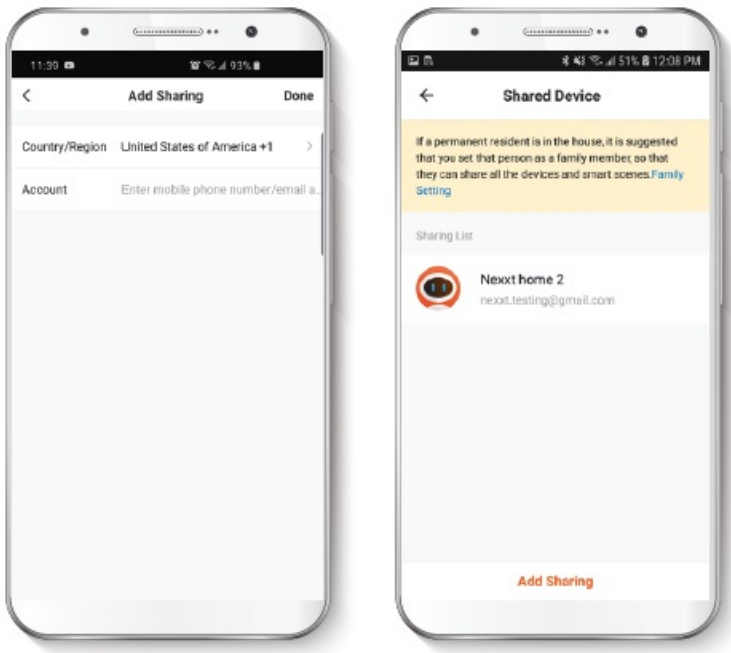 11:39
93%
Add Sharing
Done
Country/Region
United States of America +1
Account
Enter mobile phone number/email a...
51%
12:08 PM
Shared Device
If a permanent resident is in the house, it is suggested
that you set that person as a family member, so that
they can share all the devices and smart scenes.Family
Setting
Sharing List
Nexxt home 2
nexxt.testing@gmail.com
Add Sharing